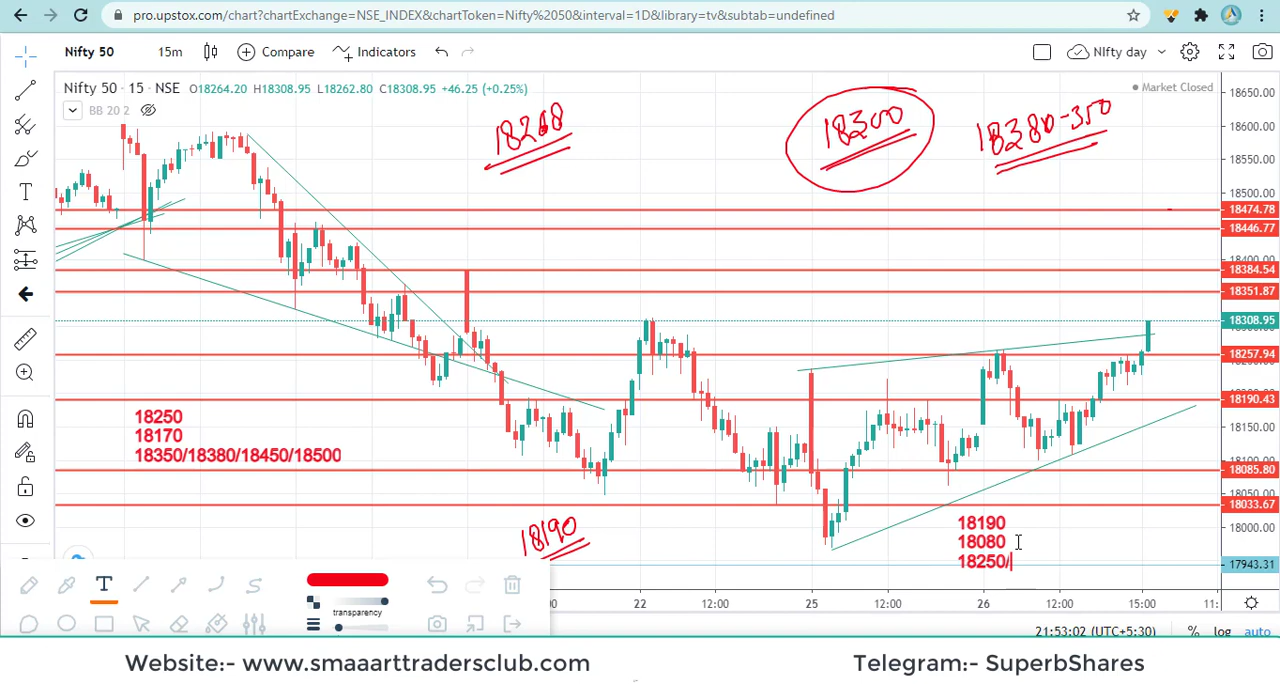 pro.upstox.com/chart?chartExchange=NSE_INDEX&chartToken=Nifty%2050&interval=1D&library=tv&subtab=undefined
Nifty 50 15m Compare Indicators NIfty day
Nifty 50 · 15 · NSE O18264.20 H18308.95 L18262.80 C18308.95 +46.25 (+0.25%)
Market Closed
BB 20 2
18650.00
18600.00
18550.00
18500.00
18474.78
18446.77
18400.00
18384.54
18351.87
18308.95
18257.94
18190.43
18150.00
18085.80
18050.00
18033.67
18000.00
17943.31
18268
18300
18380-350
18250
18170
18350/18380/18450/18500
18190
18190
18080
18250/
T
transparency
22 12:00 25 12:00 26 12:00 15:00 11:
21:53:02 (UTC+5:30) % log auto
Website:- www.smaaarttradersclub.com
Telegram:- SuperbShares